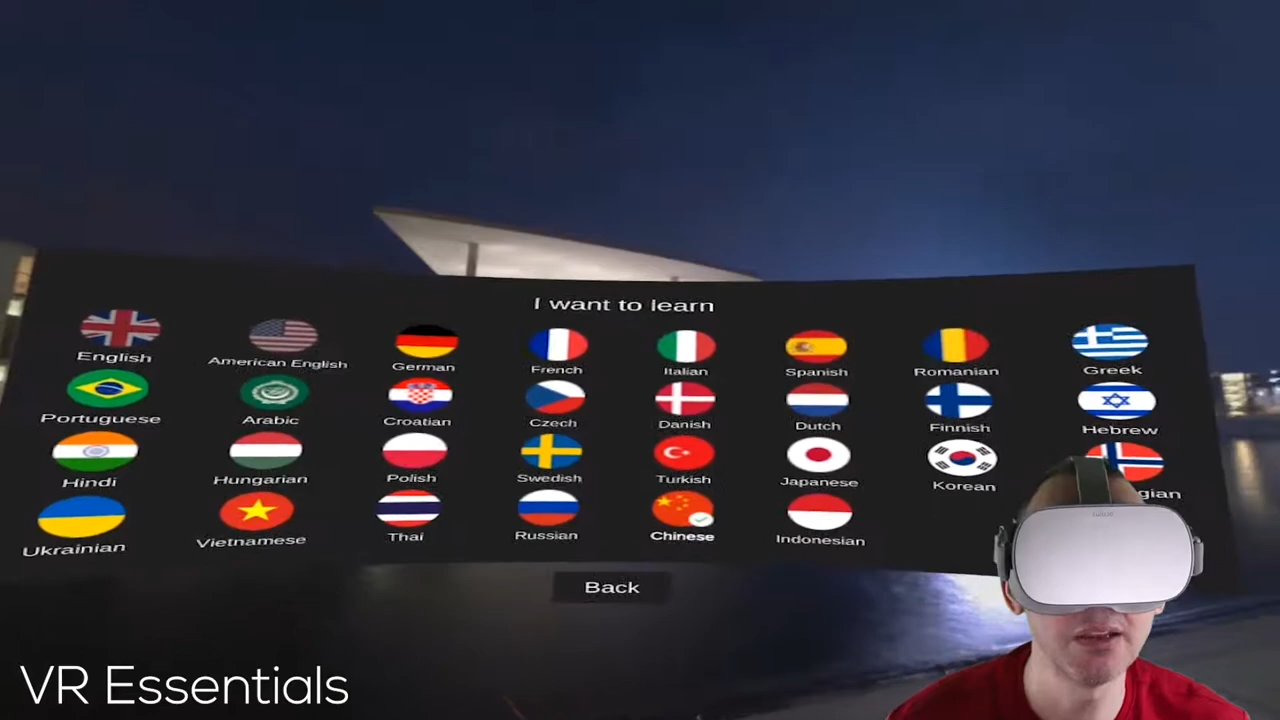 I want to learn
English American English German French Italian Spanish Romanian Greek
Portuguese Arabic Croatian Czech Danish Dutch Finnish Hebrew
Hindi Hungarian Polish Swedish Turkish Japanese Korean gian
Ukrainian Vietnamese Thai Russian Chinese Indonesian
Back
VR Essentials